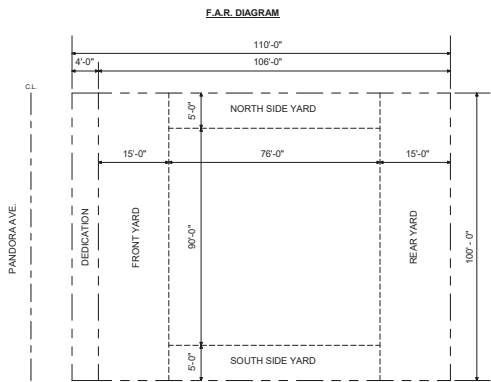 F.A.R. DIAGRAM
110'-0"
4'-0"
106'-0"
C.L.
5'-0"
NORTH SIDE YARD
15'-0"
76'-0"
15'-0"
PANDORA AVE.
DEDICATION
FRONT YARD
90'-0"
REAR YARD
100' - 0"
5'-0"
SOUTH SIDE YARD